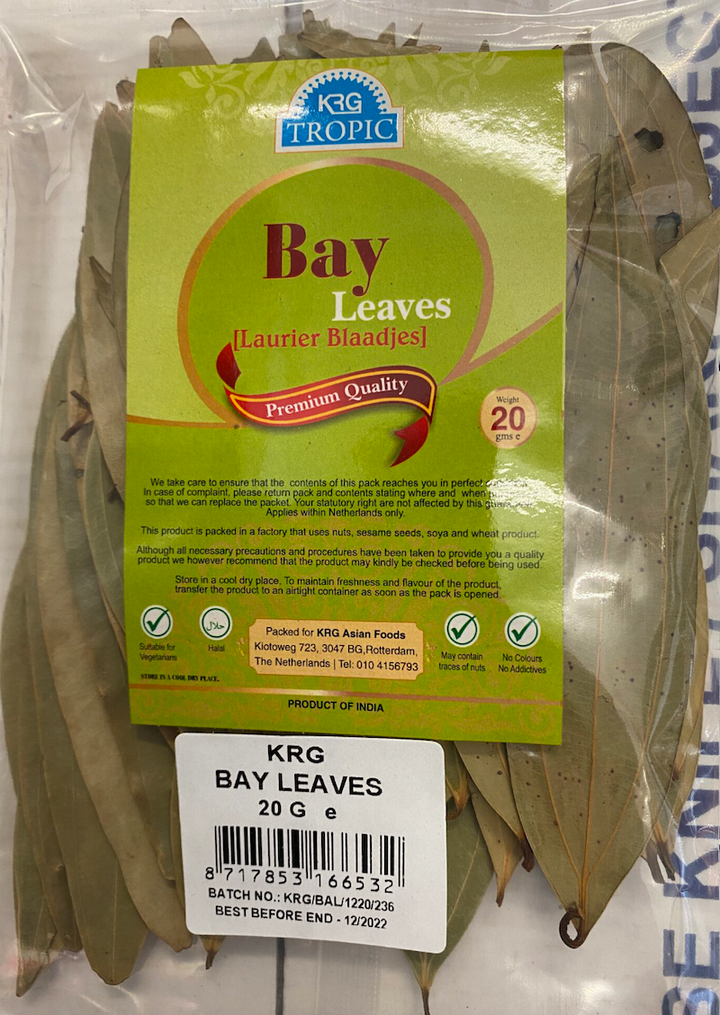 KRG
TROPIC
Bay
Leaves
[Laurier Blaadjes]
Premium Quality
Weight
20
gms e
We take care to ensure that the contents of this pack reaches you in perfect
In case of complaint, please return pack and contents stating where and when
so that we can replace the packet. Your statutory right are not affected by this
Applies within Netherlands only.
This product is packed in a factory that uses nuts, sesame seeds, soya and wheat product.
Although all necessary precautions and procedures have been taken to provide you a quality
product we however recommend that the product may kindly be checked before being used.
Store in a cool dry place. To maintain freshness and flavour of the product,
transfer the product to an airtight container as soon as the pack is opened.
Suitable for
Vegetarians
حلال
Halal
Packed for KRG Asian Foods
Kiotoweg 723, 3047 BG,Rotterdam,
The Netherlands | Tel: 010 4156793
May contain
traces of nuts
No Colours
No Addictives
STORE IS A COOL DRY PLACE.
PRODUCT OF INDIA
KRG
BAY LEAVES
20 G e
8 717853 166532
BATCH NO.: KRG/BAL/1220/236
BEST BEFORE END - 12/2022